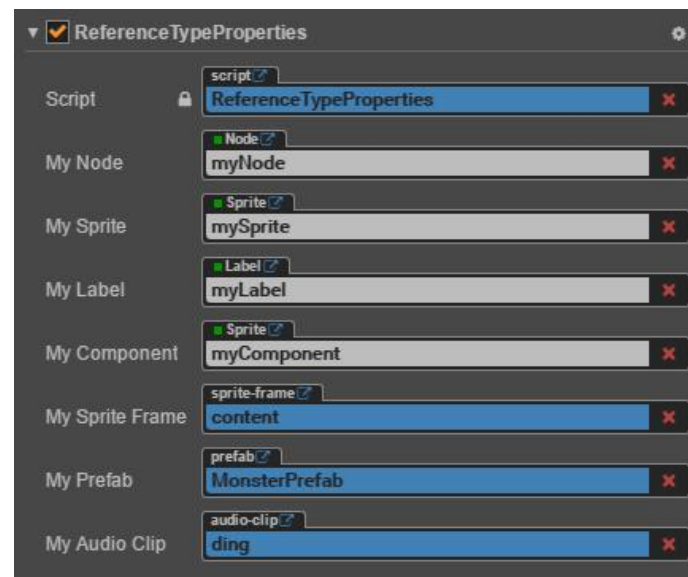 ReferenceTypeProperties
script
Script ReferenceTypeProperties
Node
My Node myNode
Sprite
My Sprite mySprite
Label
My Label myLabel
Sprite
My Component myComponent
sprite-frame
My Sprite Frame content
prefab
My Prefab MonsterPrefab
audio-clip
My Audio Clip ding